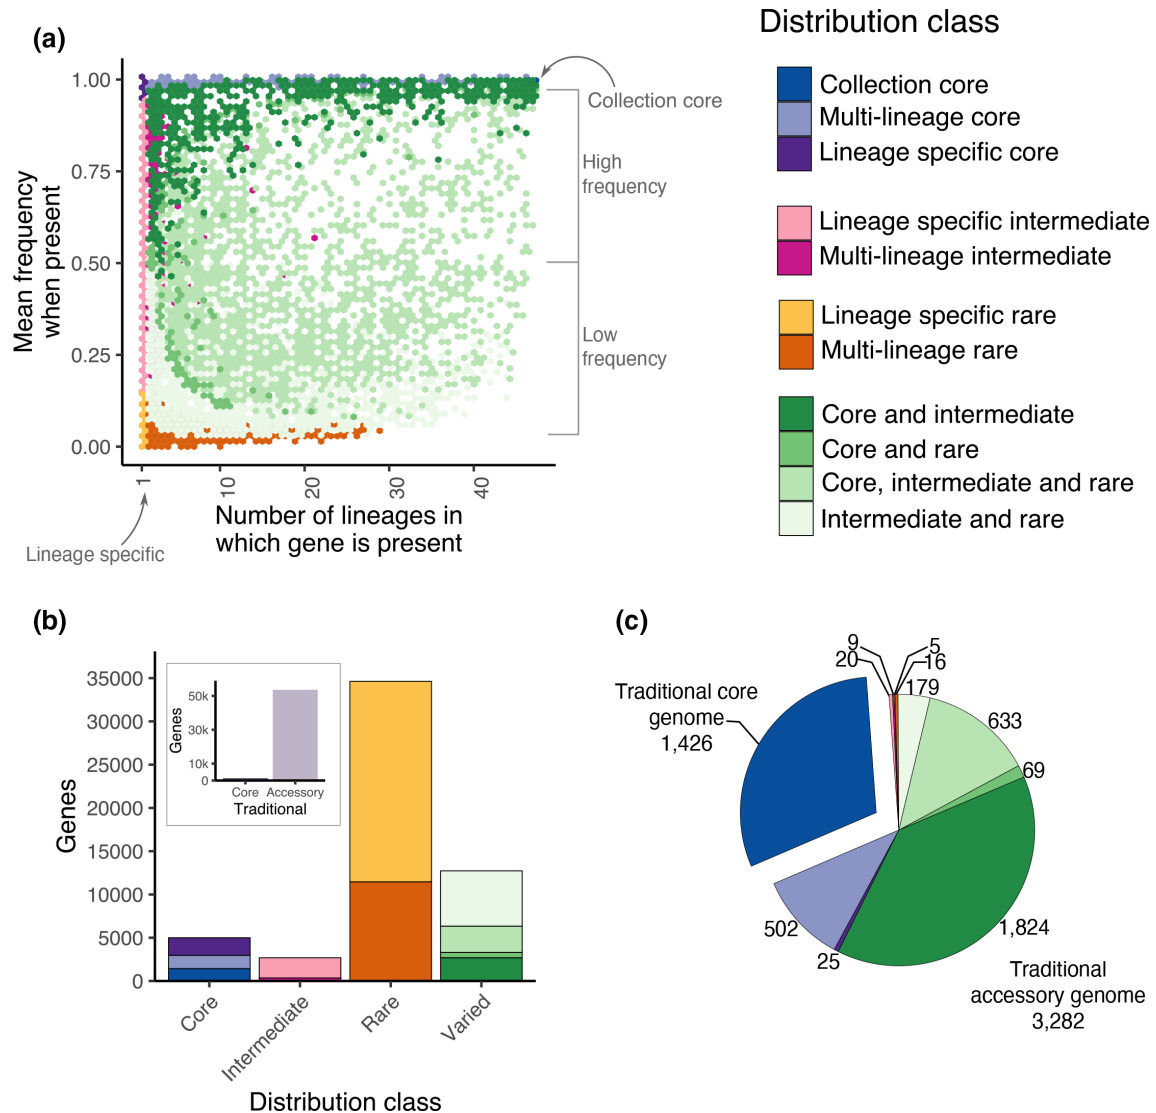 (a)
Distribution class
Collection core
Multi-lineage core
Lineage specific core
Lineage specific intermediate
Multi-lineage intermediate
Lineage specific rare
Multi-lineage rare
Core and intermediate
Core and rare
Core, intermediate and rare
Intermediate and rare
Mean frequency
when present
1.00
0.75
0.50
0.25
0.00
Collection core
High
frequency
Low
frequency
1
10
20
30
40
Number of lineages in
which gene is present
Lineage specific
(b)
Genes
35000
30000
25000
20000
15000
10000
5000
0
Genes
50k
30k
10k
0
Core Accessory
Traditional
Core
Intermediate
Rare
Varied
Distribution class
(c)
9
20
5
16
179
633
69
1,824
25
502
Traditional core
genome
1,426
Traditional
accessory genome
3,282